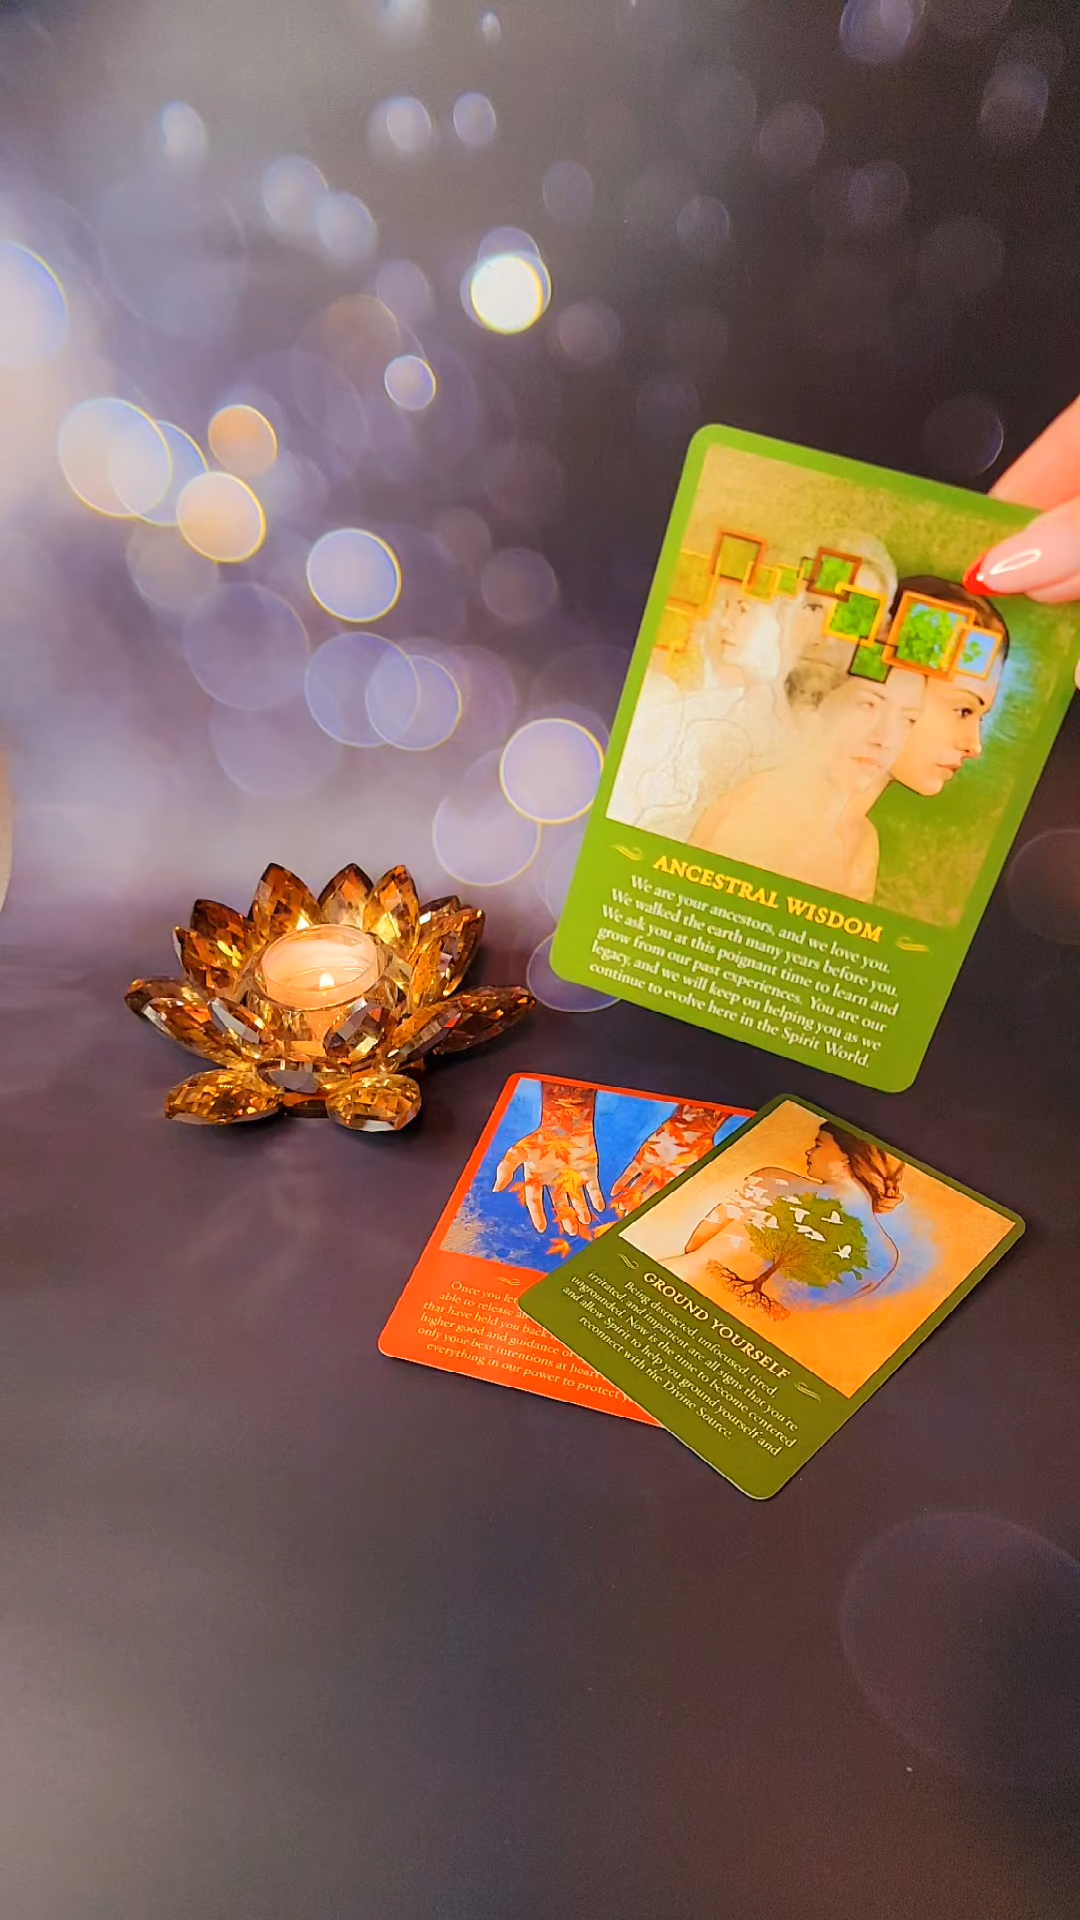 ANCESTRAL WISDOM
We are your ancestors, and we love you.
We walked the earth many years before you.
We ask you at this poignant time to learn and
grow from our past experiences. You are our
legacy, and we will keep on helping you as we
continue to evolve here in the Spirit World.
Once you let
able to release
that have held you back
higher good and guidance of
only your best intentions at heart
everything in our power to protect
GROUND YOURSELF
Being distracted, unfocused, tired,
irritated, and impatient are all signs that you're
ungrounded. Now is the time to become centered
and allow Spirit to help you ground yourself and
reconnect with the Divine Source.